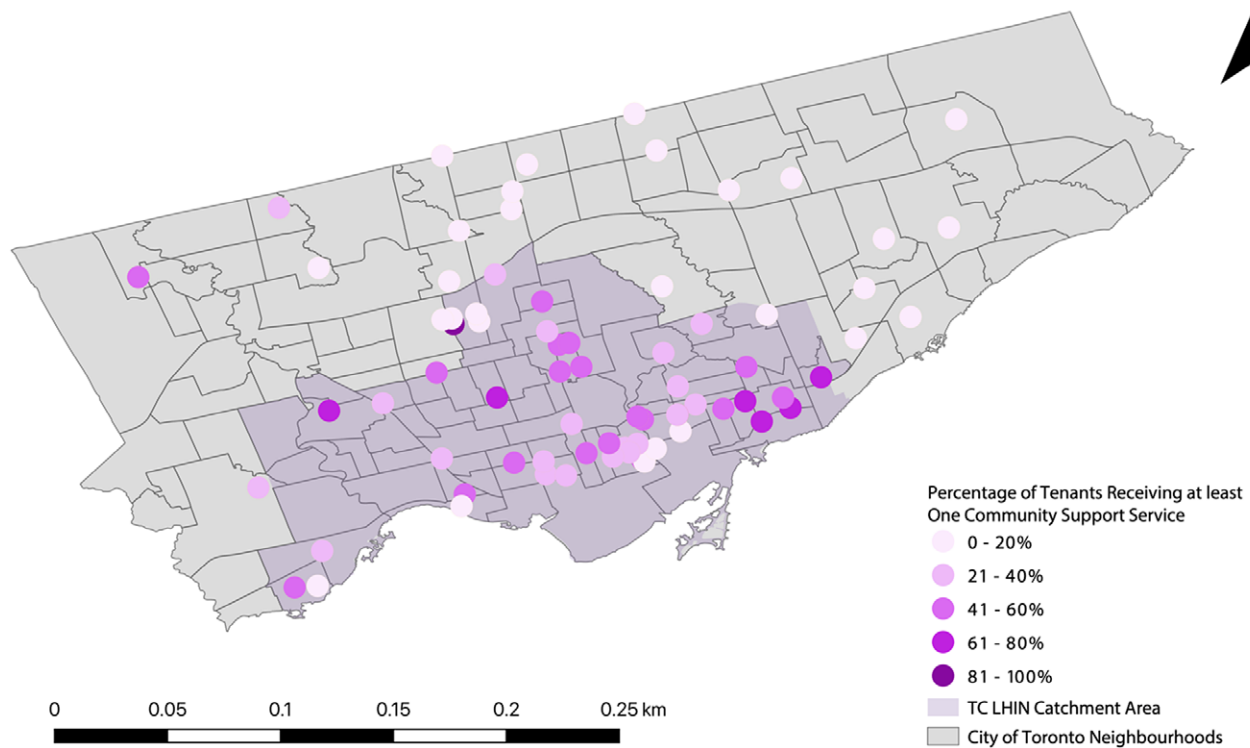 Percentage of Tenants Receiving at least
One Community Support Service
0 - 20%
21 - 40%
41 - 60%
61 - 80%
81 - 100%
TC LHIN Catchment Area
City of Toronto Neighbourhoods
0 0.05 0.1 0.15 0.2 0.25 km